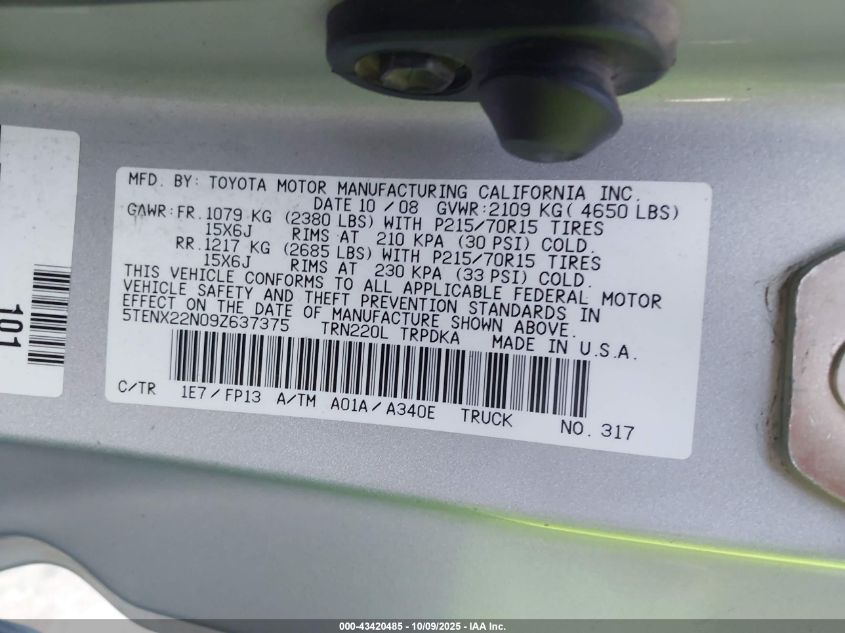 MFD. BY: TOYOTA MOTOR MANUFACTURING CALIFORNIA INC.
DATE 10 / 08 GVWR: 2109 KG( 4650 LBS)
GAWR: FR. 1079 KG (2380 LBS) WITH P215/70R15 TIRES
15X6J RIMS AT 210 KPA (30 PSI) COLD.
RR. 1217 KG (2685 LBS) WITH P215/70R15 TIRES
15X6J RIMS AT 230 KPA (33 PSI) COLD.
THIS VEHICLE CONFORMS TO ALL APPLICABLE FEDERAL MOTOR
VEHICLE SAFETY AND THEFT PREVENTION STANDARDS IN
EFFECT ON THE DATE OF MANUFACTURE SHOWN ABOVE.
5TENX22N09Z637375 TRN220L TRPDKA MADE IN U.S.A.
C/TR 1E7/FP13 A/TM A01A/A340E TRUCK NO. 317
101
000-43420485 - 10/09/2025 - IAA Inc.